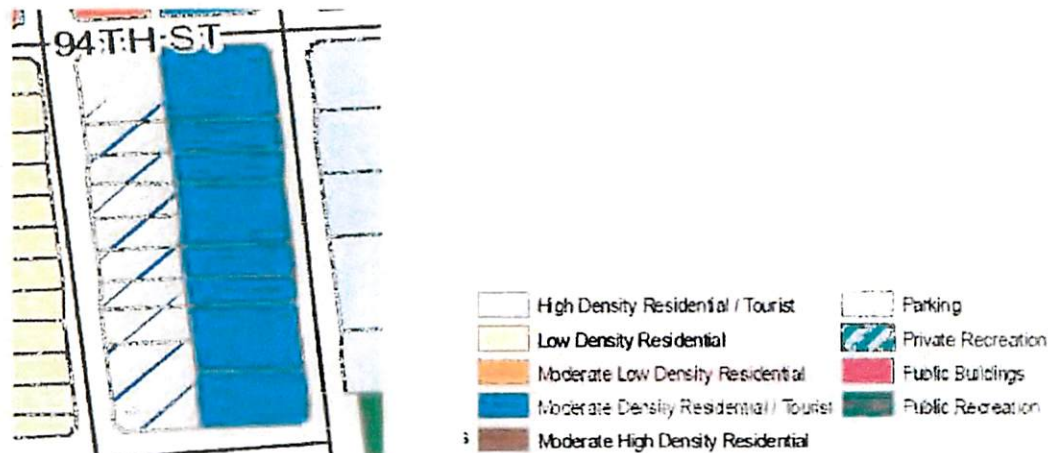 94TH ST
High Density Residential / Tourist
Low Density Residential
Moderate Low Density Residential
Moderate Density Residential / Tourist
s
Moderate High Density Residential
Parking
Private Recreation
Public Buildings
Public Recreation